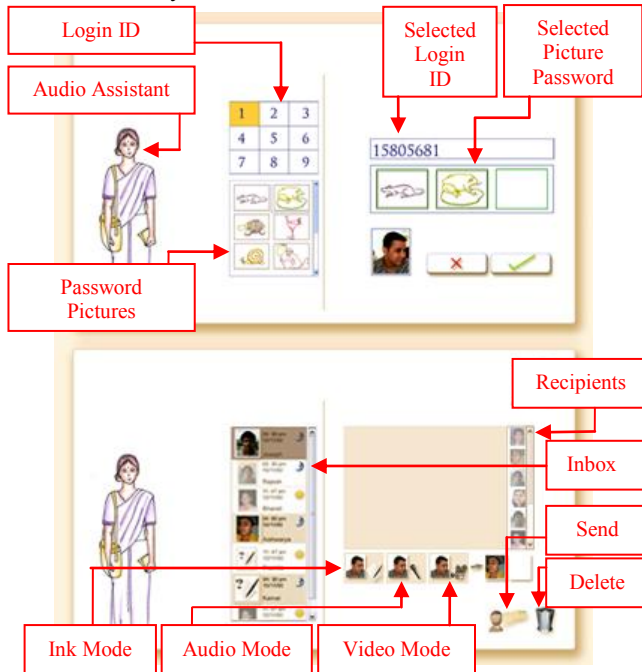 Login ID
Selected
Login
ID
Selected
Picture
Password
Audio Assistant
1 2 3
4 5 6
7 8 9
15805681
Password
Pictures
Recipients
Inbox
Send
Delete
Ink Mode
Audio Mode
Video Mode